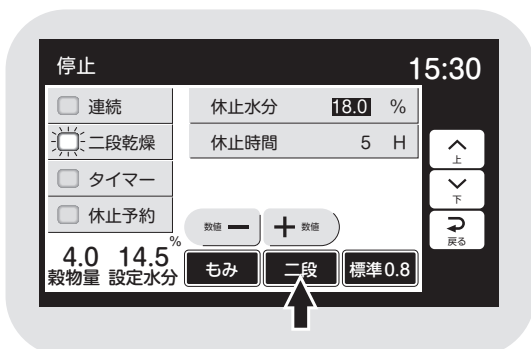 停止 15:30
連続
二段乾燥
タイマー
休止予約
休止水分 18.0 %
休止時間 5 H
数値 － ＋ 数値
上
下
戻る
4.0 14.5%
穀物量 設定水分
もみ 二段 標準0.8